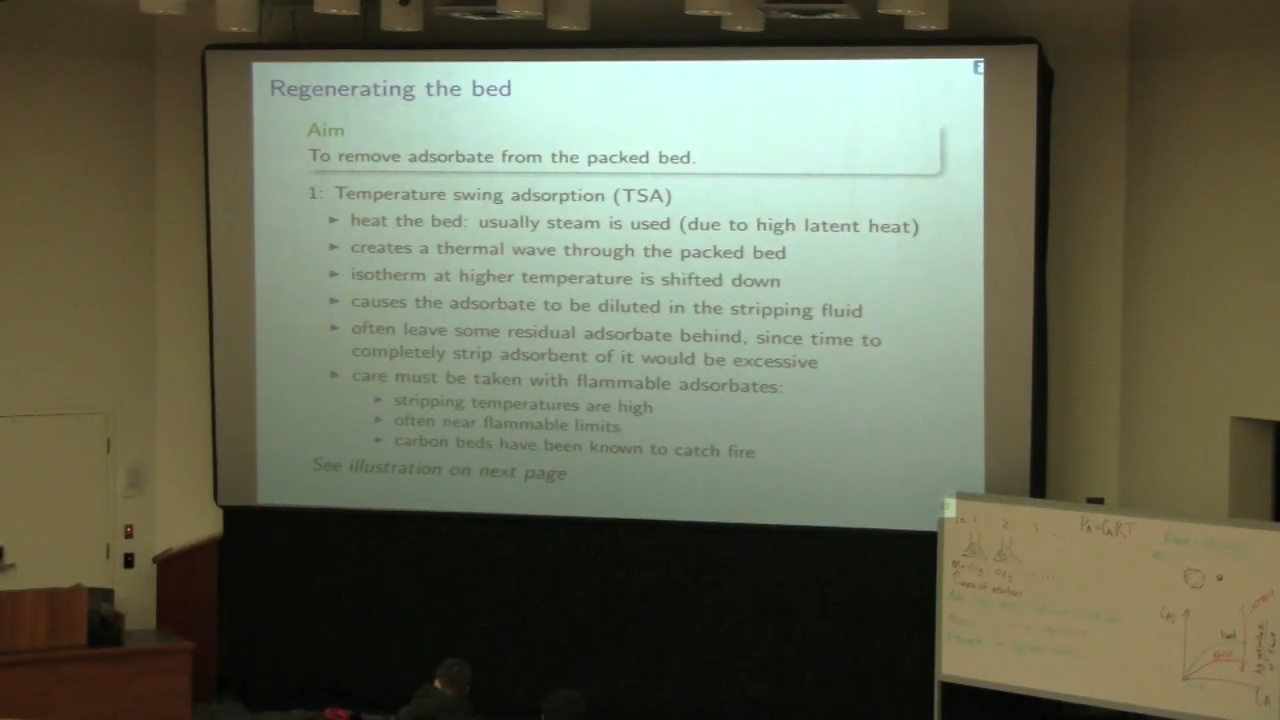 Regenerating the bed
Aim
To remove adsorbate from the packed bed.
1: Temperature swing adsorption (TSA)
heat the bed: usually steam is used (due to high latent heat)
creates a thermal wave through the packed bed
isotherm at higher temperature is shifted down
causes the adsorbate to be diluted in the stripping fluid
often leave some residual adsorbate behind, since time to
completely strip adsorbent of it would be excessive
care must be taken with flammable adsorbates:
stripping temperatures are high
often near flammable limits
carbon beds have been known to catch fire
See illustration on next page
2